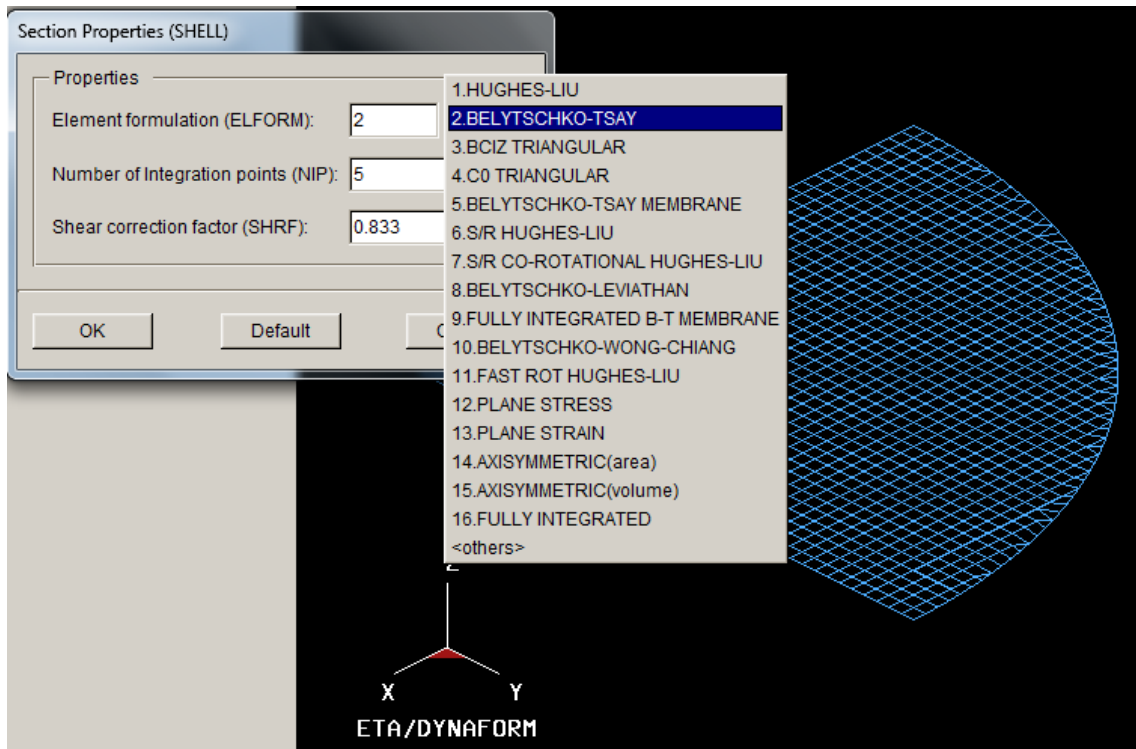 Section Properties (SHELL)
Properties
Element formulation (ELFORM): 2
Number of Integration points (NIP): 5
Shear correction factor (SHRF): 0.833
OK Default
1.HUGHES-LIU
2.BELYTSCHKO-TSAY
3.BCIZ TRIANGULAR
4.C0 TRIANGULAR
5.BELYTSCHKO-TSAY MEMBRANE
6.S/R HUGHES-LIU
7.S/R CO-ROTATIONAL HUGHES-LIU
8.BELYTSCHKO-LEVIATHAN
9.FULLY INTEGRATED B-T MEMBRANE
10.BELYTSCHKO-WONG-CHIANG
11.FAST ROT HUGHES-LIU
12.PLANE STRESS
13.PLANE STRAIN
14.AXISYMMETRIC(area)
15.AXISYMMETRIC(volume)
16.FULLY INTEGRATED
<others>
X Y
ETA/DYNAFORM